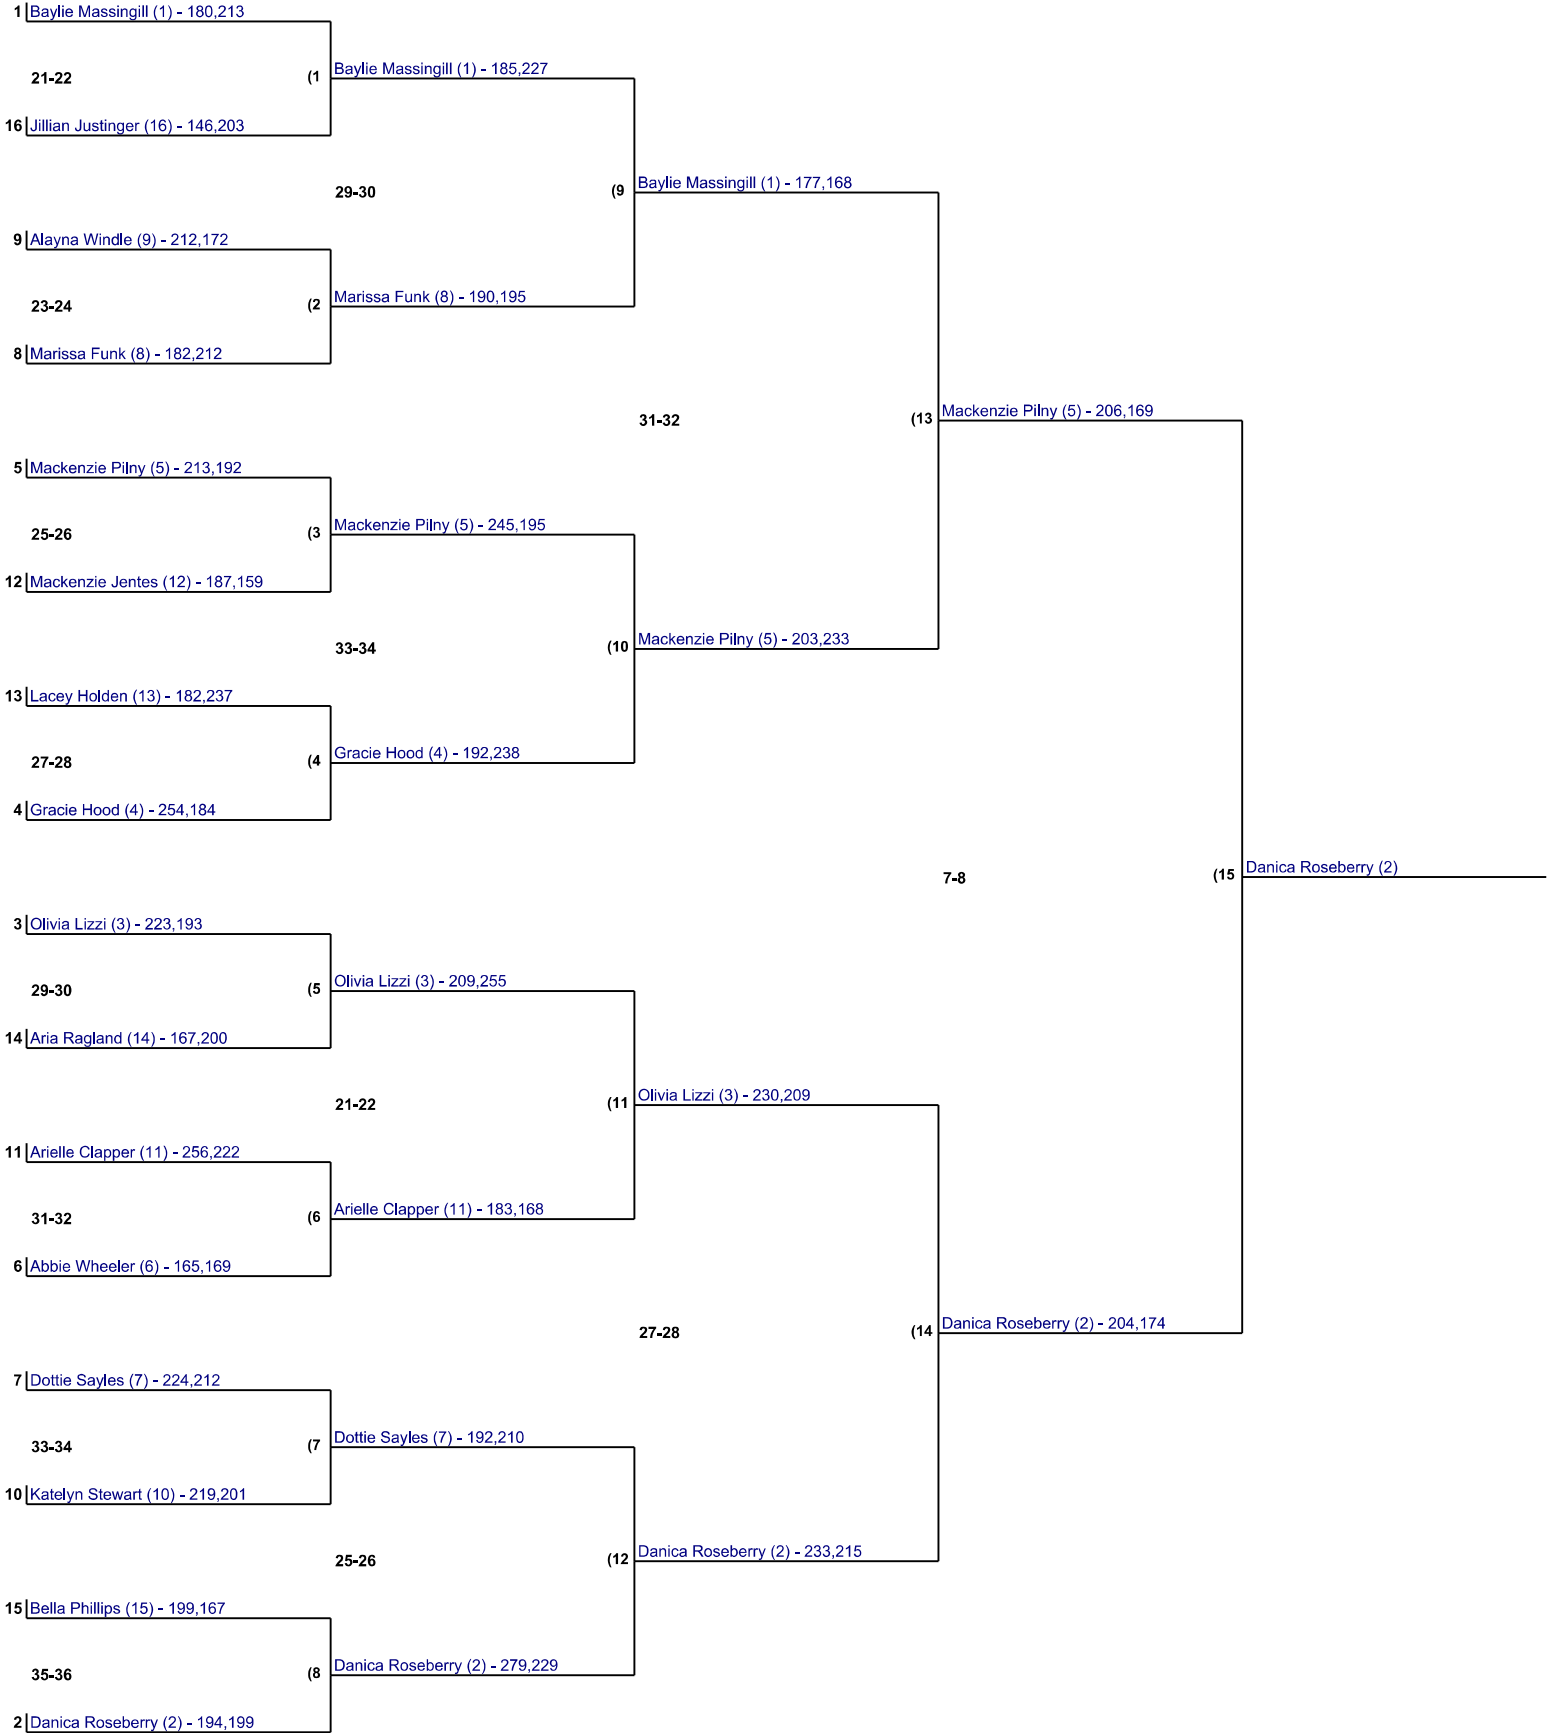 1 Baylie Massingill (1) - 180,213
Baylie Massingill (1) - 185,227
21-22 (1
16 Jillian Justinger (16) - 146,203
Baylie Massingill (1) - 177,168
29-30 (9
9 Alayna Windle (9) - 212,172
Marissa Funk (8) - 190,195
23-24 (2
8 Marissa Funk (8) - 182,212
Mackenzie Pilny (5) - 206,169
31-32 (13
5 Mackenzie Pilny (5) - 213,192
Mackenzie Pilny (5) - 245,195
25-26 (3
12 Mackenzie Jentes (12) - 187,159
Mackenzie Pilny (5) - 203,233
33-34 (10
13 Lacey Holden (13) - 182,237
Gracie Hood (4) - 192,238
27-28 (4
4 Gracie Hood (4) - 254,184
Danica Roseberry (2)
7-8 (15
3 Olivia Lizzi (3) - 223,193
Olivia Lizzi (3) - 209,255
29-30 (5
14 Aria Ragland (14) - 167,200
Olivia Lizzi (3) - 230,209
21-22 (11
11 Arielle Clapper (11) - 256,222
Arielle Clapper (11) - 183,168
31-32 (6
6 Abbie Wheeler (6) - 165,169
Danica Roseberry (2) - 204,174
27-28 (14
7 Dottie Sayles (7) - 224,212
Dottie Sayles (7) - 192,210
33-34 (7
10 Katelyn Stewart (10) - 219,201
Danica Roseberry (2) - 233,215
25-26 (12
15 Bella Phillips (15) - 199,167
Danica Roseberry (2) - 279,229
35-36 (8
2 Danica Roseberry (2) - 194,199